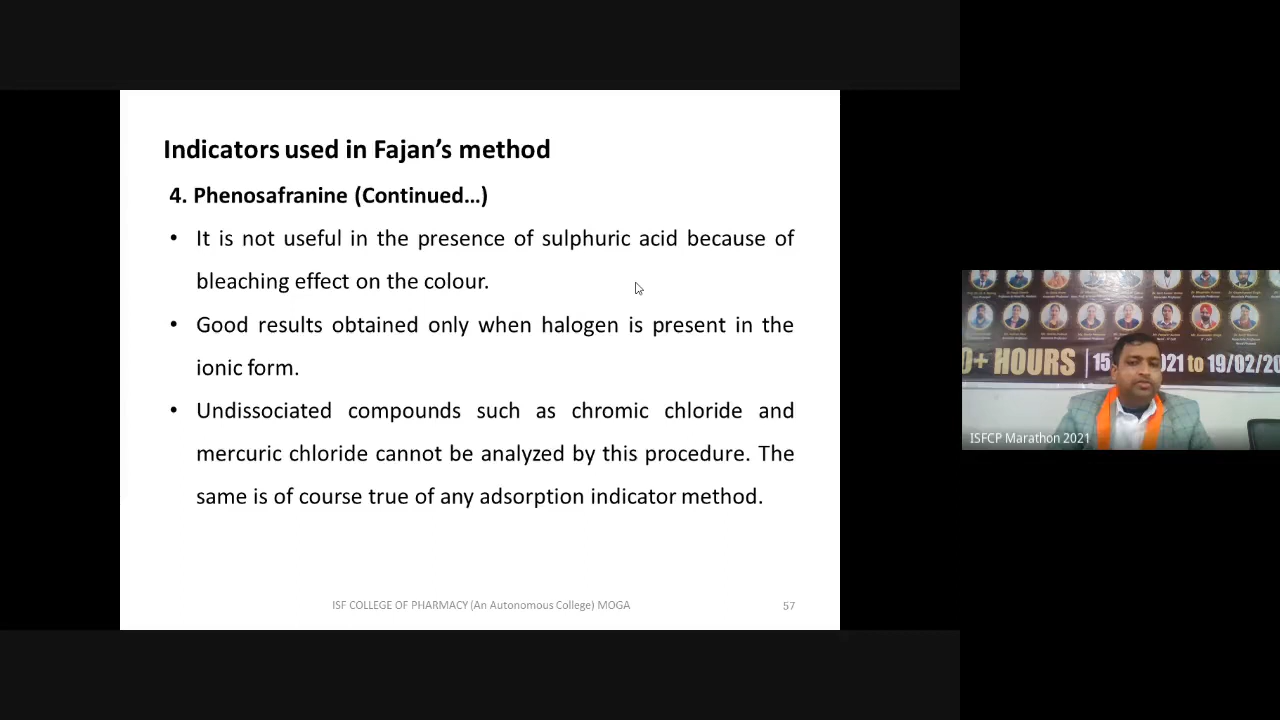 Indicators used in Fajan’s method
4. Phenosafranine (Continued…)
• It is not useful in the presence of sulphuric acid because of
bleaching effect on the colour.
• Good results obtained only when halogen is present in the
ionic form.
• Undissociated compounds such as chromic chloride and
mercuric chloride cannot be analyzed by this procedure. The
same is of course true of any adsorption indicator method.
ISF COLLEGE OF PHARMACY (An Autonomous College) MOGA
57
0+ HOURS 15 021 to 19/02/20
ISFCP Marathon 2021